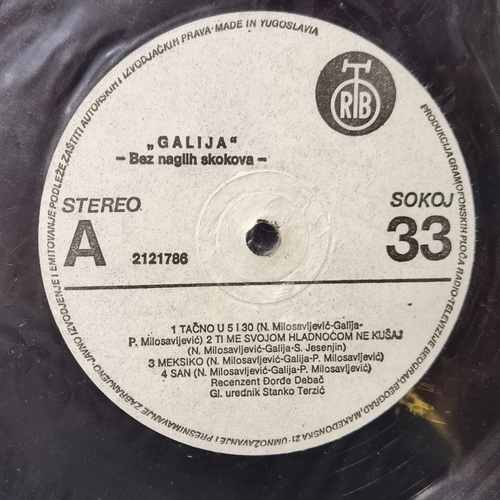 PRODUKCIJA GRAMOFONSKIH PLOČA RADIO-TELEVIZIJE BEOGRAD, BEOGRAD, MAKEDONSKA 21 · UMNOŽAVANJE I PRESNIMAVANJE ZABRANJENO · JAVNO IZVODJENJE I EMITOVANJE PODLEŽE ZAŠTITI AUTORSKIH I IZVODJAČKIH PRAVA · MADE IN YUGOSLAVIA
RTB
„GALIJA“
– Bez naglih skokova –
STEREO
SOKOJ
A
33
2121786
1 TAČNO U 5 I 30 (N. Milosavljević-Galija-
P. Milosavljević) 2 TI ME SVOJOM HLADNOĆOM NE KUŠAJ
(N. Milosavljević-Galija-S. Jesenjin)
3 MEKSIKO (N. Milosavljević-Galija-P. Milosavljević)
4 SAN (N. Milosavljević-Galija-P. Milosavljević)
Recenzent Đorđe Debač
Gl. urednik Stanko Terzić